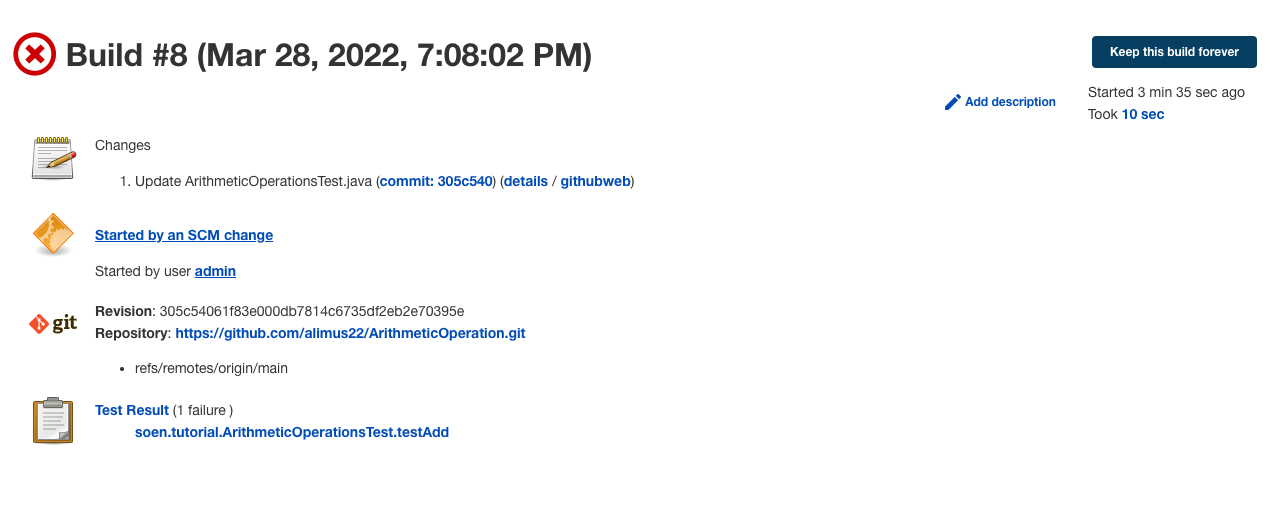 Build #8 (Mar 28, 2022, 7:08:02 PM)
Keep this build forever
Add description
Started 3 min 35 sec ago
Took 10 sec
Changes
1. Update ArithmeticOperationsTest.java (commit: 305c540) (details / githubweb)
Started by an SCM change
Started by user admin
git
Revision: 305c54061f83e000db7814c6735df2eb2e70395e
Repository: https://github.com/alimus22/ArithmeticOperation.git
• refs/remotes/origin/main
Test Result (1 failure )
soen.tutorial.ArithmeticOperationsTest.testAdd